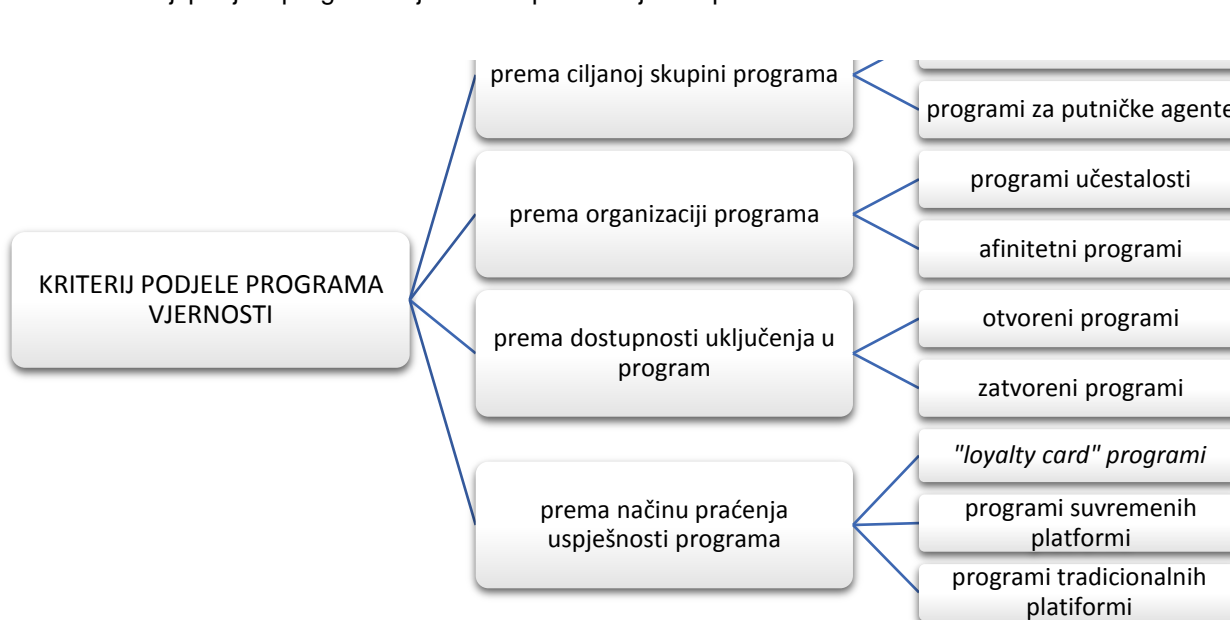 prema ciljanoj skupini programa
programi za putničke agente
programi učestalosti
prema organizaciji programa
afinitetni programi
KRITERIJ PODJELE PROGRAMA
VJERNOSTI
otvoreni programi
prema dostupnosti uključenja u
program
zatvoreni programi
"loyalty card" programi
prema načinu praćenja
uspješnosti programa
programi suvremenih
platformi
programi tradicionalnih
platiformi